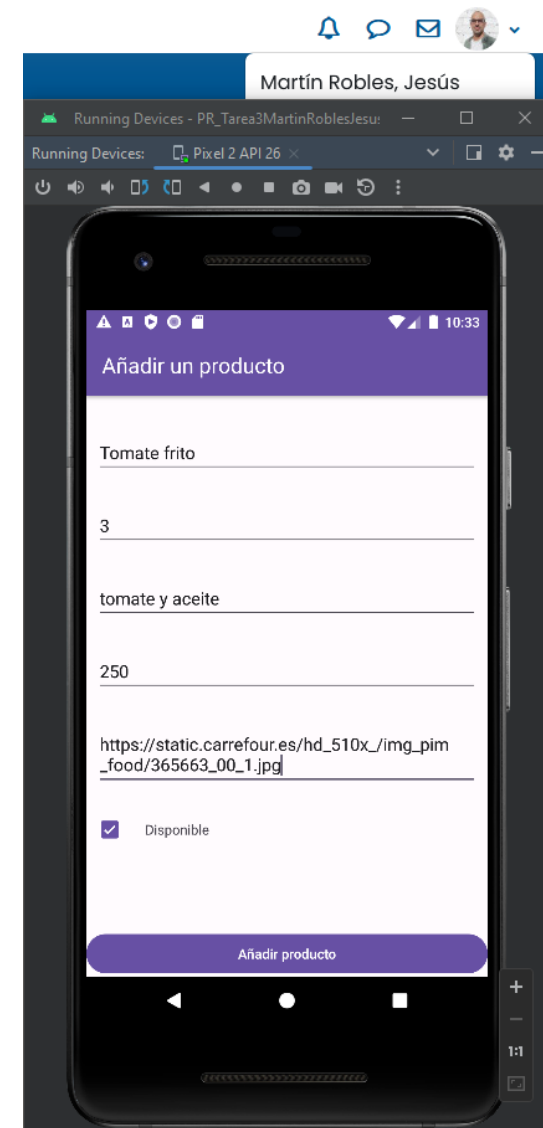 Martín Robles, Jesús
Running Devices - PR_Tarea3MartinRoblesJesu:
Running Devices:
Pixel 2 API 26
10:33
Añadir un producto
Tomate frito
3
tomate y aceite
250
https://static.carrefour.es/hd_510x_/img_pim
_food/365663_00_1.jpg
Disponible
Añadir producto
1:1